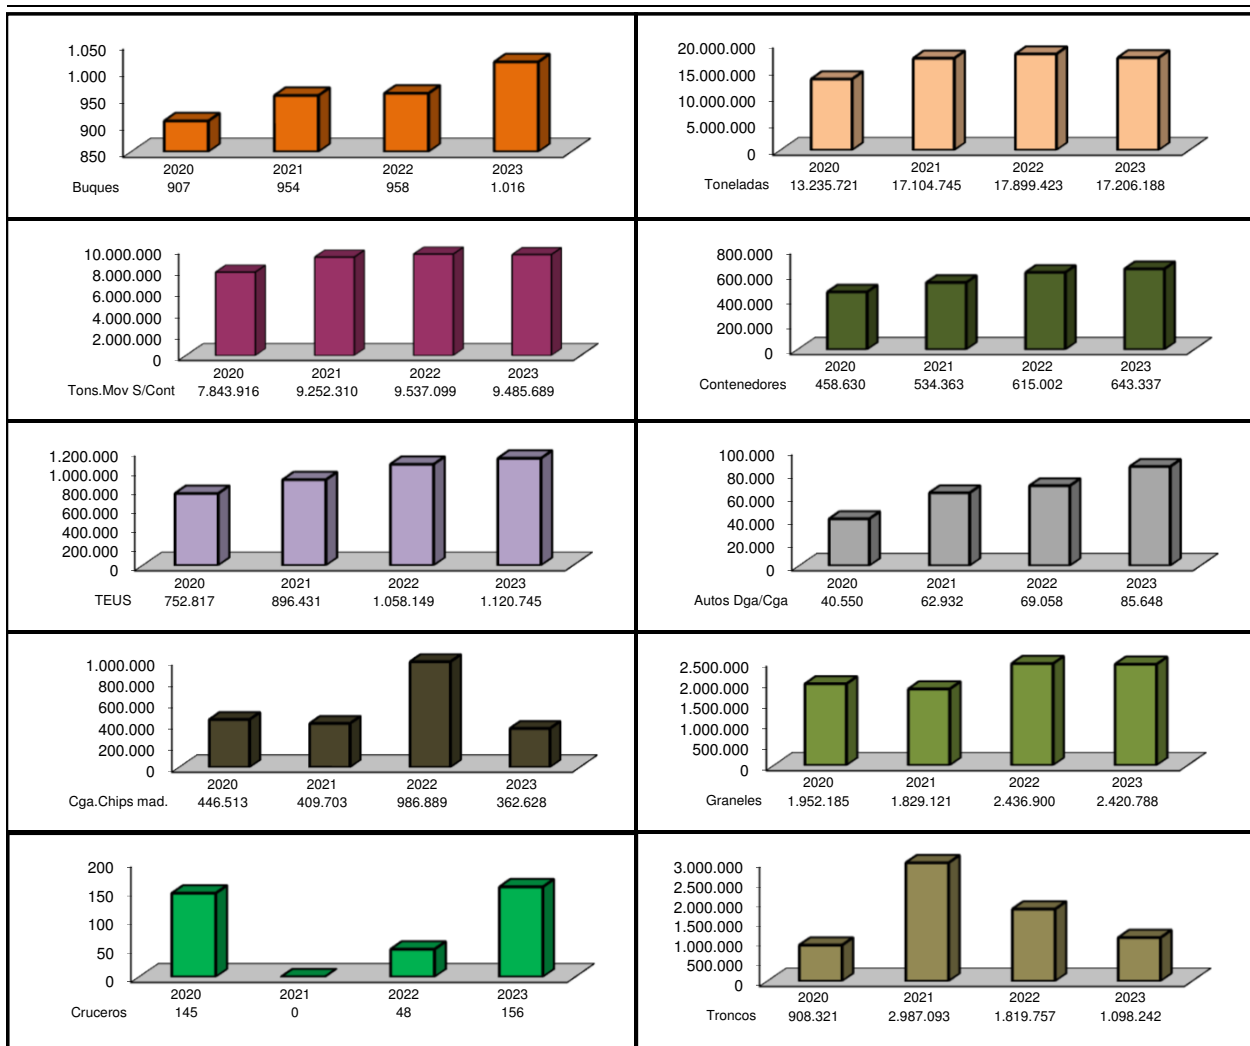 1.050
1.000
950
900
850
2020 2021 2022 2023
Buques 907 954 958 1.016
20.000.000
15.000.000
10.000.000
5.000.000
0
2020 2021 2022 2023
Toneladas 13.235.721 17.104.745 17.899.423 17.206.188
10.000.000
8.000.000
6.000.000
4.000.000
2.000.000
0
2020 2021 2022 2023
Tons.Mov S/Cont 7.843.916 9.252.310 9.537.099 9.485.689
800.000
600.000
400.000
200.000
0
2020 2021 2022 2023
Contenedores 458.630 534.363 615.002 643.337
1.200.000
1.000.000
800.000
600.000
400.000
200.000
0
2020 2021 2022 2023
TEUS 752.817 896.431 1.058.149 1.120.745
100.000
80.000
60.000
40.000
20.000
0
2020 2021 2022 2023
Autos Dga/Cga 40.550 62.932 69.058 85.648
1.000.000
800.000
600.000
400.000
200.000
0
2020 2021 2022 2023
Cga.Chips mad. 446.513 409.703 986.889 362.628
2.500.000
2.000.000
1.500.000
1.000.000
500.000
0
2020 2021 2022 2023
Graneles 1.952.185 1.829.121 2.436.900 2.420.788
200
150
100
50
0
2020 2021 2022 2023
Cruceros 145 0 48 156
3.000.000
2.500.000
2.000.000
1.500.000
1.000.000
500.000
0
2020 2021 2022 2023
Troncos 908.321 2.987.093 1.819.757 1.098.242